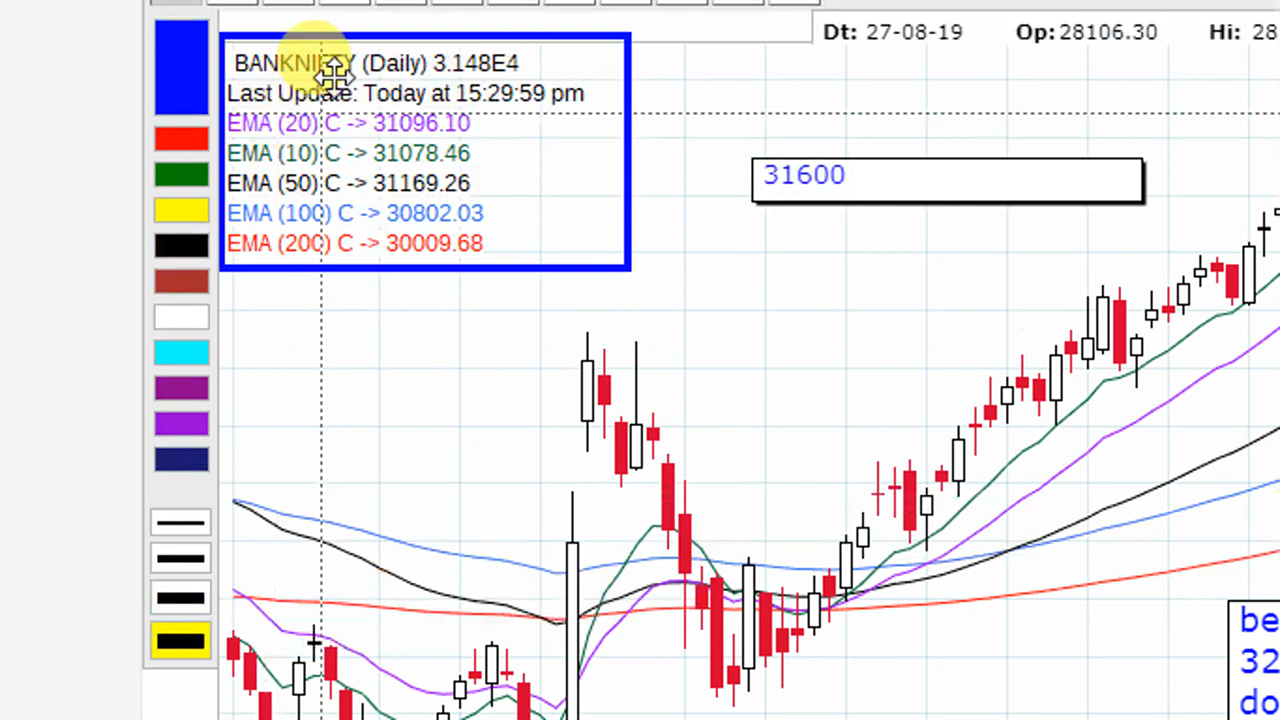 Dt: 27-08-19 Op:28106.30 Hi: 28
BANKNIFTY (Daily) 3.148E4
Last Update: Today at 15:29:59 pm
EMA (20) C -> 31096.10
EMA (10) C -> 31078.46
EMA (50) C -> 31169.26
EMA (100) C -> 30802.03
EMA (200) C -> 30009.68
31600
be
32
do